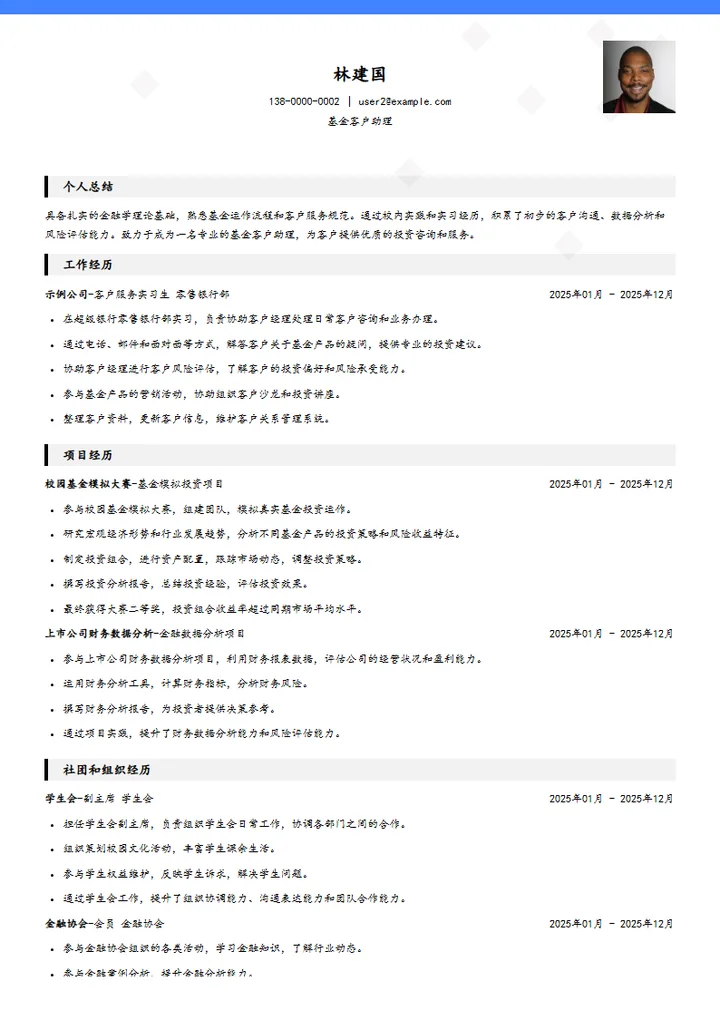 林建国
138-0000-0002 | user2@example.com
基金客户助理
个人总结
具备扎实的金融学理论基础，熟悉基金运作流程和客户服务规范。通过校内实践和实习经历，积累了初步的客户沟通、数据分析和
风险评估能力。致力于成为一名专业的基金客户助理，为客户提供优质的投资咨询和服务。
工作经历
示例公司-客户服务实习生 零售银行部 2025年01月 - 2025年12月
• 在超级银行零售银行部实习，负责协助客户经理处理日常客户咨询和业务办理。
• 通过电话、邮件和面对面等方式，解答客户关于基金产品的疑问，提供专业的投资建议。
• 协助客户经理进行客户风险评估，了解客户的投资偏好和风险承受能力。
• 参与基金产品的营销活动，协助组织客户沙龙和投资讲座。
• 整理客户资料，更新客户信息，维护客户关系管理系统。
项目经历
校园基金模拟大赛-基金模拟投资项目 2025年01月 - 2025年12月
• 参与校园基金模拟大赛，组建团队，模拟真实基金投资运作。
• 研究宏观经济形势和行业发展趋势，分析不同基金产品的投资策略和风险收益特征。
• 制定投资组合，进行资产配置，跟踪市场动态，调整投资策略。
• 撰写投资分析报告，总结投资经验，评估投资效果。
• 最终获得大赛二等奖，投资组合收益率超过同期市场平均水平。
上市公司财务数据分析-金融数据分析项目 2025年01月 - 2025年12月
• 参与上市公司财务数据分析项目，利用财务报表数据，评估公司的经营状况和盈利能力。
• 运用财务分析工具，计算财务指标，分析财务风险。
• 撰写财务分析报告，为投资者提供决策参考。
• 通过项目实践，提升了财务数据分析能力和风险评估能力。
社团和组织经历
学生会-副主席 学生会 2025年01月 - 2025年12月
• 担任学生会副主席，负责组织学生会日常工作，协调各部门之间的合作。
• 组织策划校园文化活动，丰富学生课余生活。
• 参与学生权益维护，反映学生诉求，解决学生问题。
• 通过学生会工作，提升了组织协调能力、沟通表达能力和团队合作能力。
金融协会-会员 金融协会 2025年01月 - 2025年12月
• 参与金融协会组织的各类活动，学习金融知识，了解行业动态。
• 参与金融案例分析，提升金融分析能力。